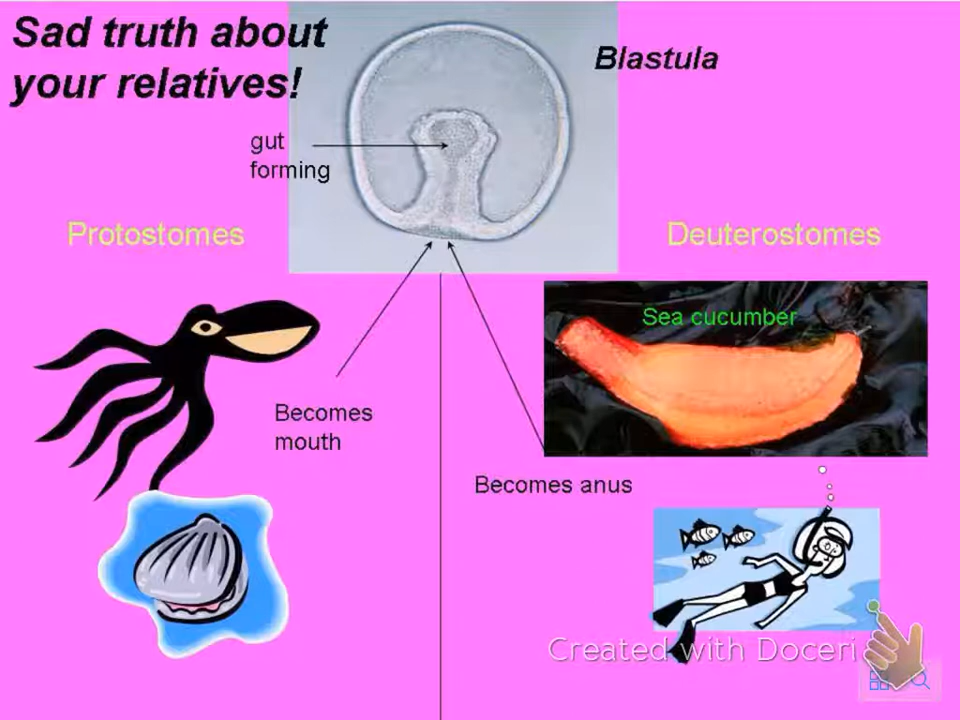 Sad truth about
your relatives!
Blastula
gut
forming
Protostomes
Deuterostomes
Sea cucumber
Becomes
mouth
Becomes anus
Created with Doceri